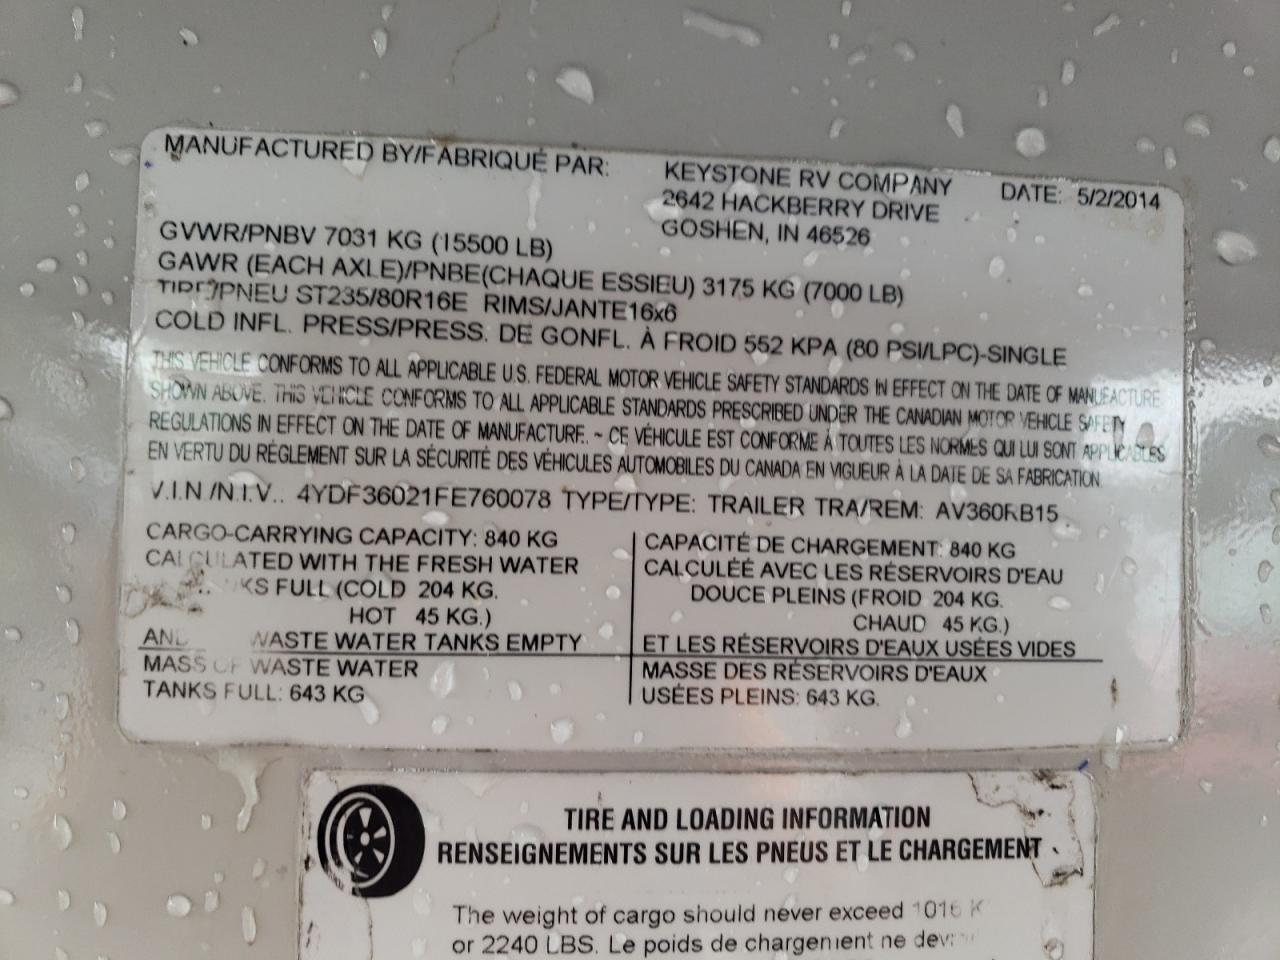 MANUFACTURED BY/FABRIQUÉ PAR: KEYSTONE RV COMPANY DATE: 5/2/2014
2642 HACKBERRY DRIVE
GOSHEN, IN 46526
GVWR/PNBV 7031 KG (15500 LB)
GAWR (EACH AXLE)/PNBE(CHAQUE ESSIEU) 3175 KG (7000 LB)
TIRE/PNEU ST235/80R16E RIMS/JANTE16x6
COLD INFL. PRESS/PRESS. DE GONFL. À FROID 552 KPA (80 PSI/LPC)-SINGLE
THIS VEHICLE CONFORMS TO ALL APPLICABLE U.S. FEDERAL MOTOR VEHICLE SAFETY STANDARDS IN EFFECT ON THE DATE OF MANUFACTURE
SHOWN ABOVE. THIS VEHICLE CONFORMS TO ALL APPLICABLE STANDARDS PRESCRIBED UNDER THE CANADIAN MOTOR VEHICLE SAFETY
REGULATIONS IN EFFECT ON THE DATE OF MANUFACTURE. ~ CE VÉHICULE EST CONFORME À TOUTES LES NORMES QUI LUI SONT APPLICABLES
EN VERTU DU RÉGLEMENT SUR LA SÉCURITÉ DES VÉHICULES AUTOMOBILES DU CANADA EN VIGUEUR À LA DATE DE SA FABRICATION.
V.I.N./N.I.V.: 4YDF36021FE760078 TYPE/TYPE: TRAILER TRA/REM: AV360RB15
CARGO-CARRYING CAPACITY: 840 KG
CALCULATED WITH THE FRESH WATER
KS FULL (COLD 204 KG.
HOT 45 KG.)
AND WASTE WATER TANKS EMPTY
MASS OF WASTE WATER
TANKS FULL: 643 KG
CAPACITÉ DE CHARGEMENT: 840 KG
CALCULÉE AVEC LES RÉSERVOIRS D'EAU
DOUCE PLEINS (FROID 204 KG.
CHAUD 45 KG.)
ET LES RÉSERVOIRS D'EAUX USÉES VIDES
MASSE DES RÉSERVOIRS D'EAUX
USÉES PLEINS: 643 KG.
TIRE AND LOADING INFORMATION
RENSEIGNEMENTS SUR LES PNEUS ET LE CHARGEMENT
The weight of cargo should never exceed 1016 K
or 2240 LBS. Le poids de chargement ne